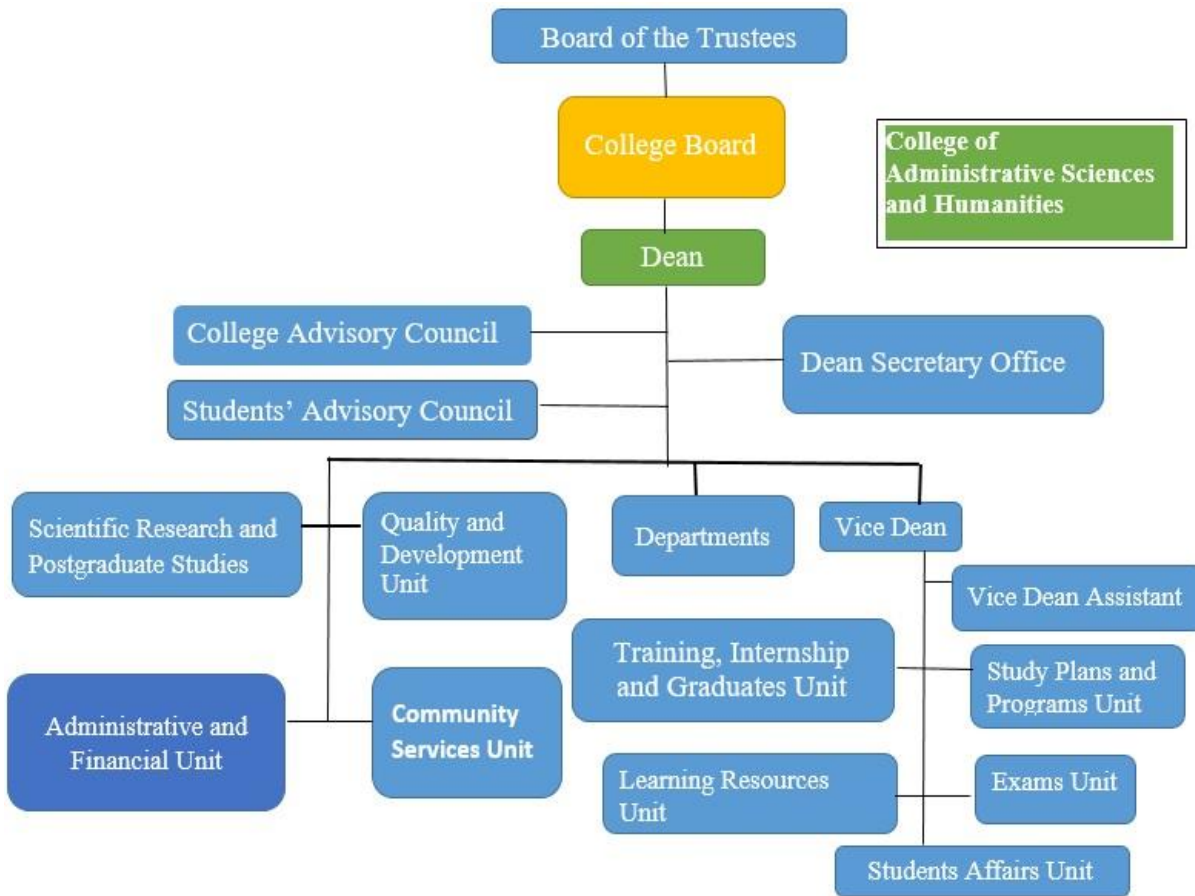 Board of the Trustees
College Board
College of
Administrative Sciences
and Humanities
Dean
College Advisory Council
Dean Secretary Office
Students’ Advisory Council
Scientific Research and
Postgraduate Studies
Quality and
Development
Unit
Departments
Vice Dean
Vice Dean Assistant
Training, Internship
and Graduates Unit
Study Plans and
Programs Unit
Administrative and
Financial Unit
Community
Services Unit
Learning Resources
Unit
Exams Unit
Students Affairs Unit